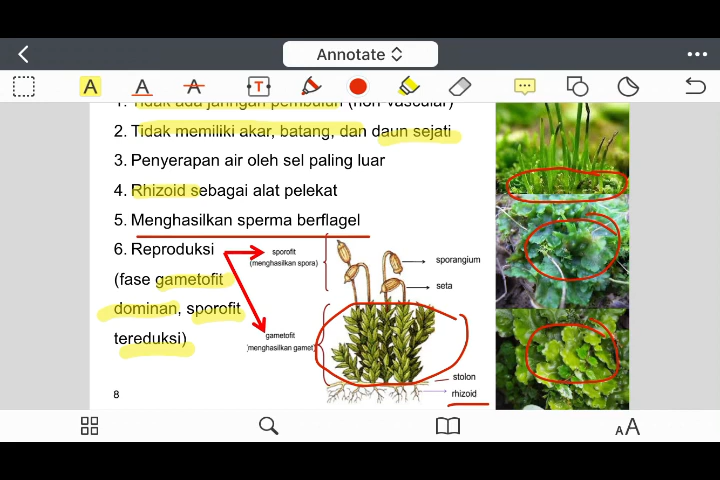 Annotate
1. Tidak ada jaringan pembuluh (non-vascular)
2. Tidak memiliki akar, batang, dan daun sejati
3. Penyerapan air oleh sel paling luar
4. Rhizoid sebagai alat pelekat
5. Menghasilkan sperma berflagel
6. Reproduksi
(fase gametofit
dominan, sporofit
tereduksi)
sporofit
(menghasilkan spora)
gametofit
(menghasilkan gamet)
sporangium
seta
stolon
rhizoid
8